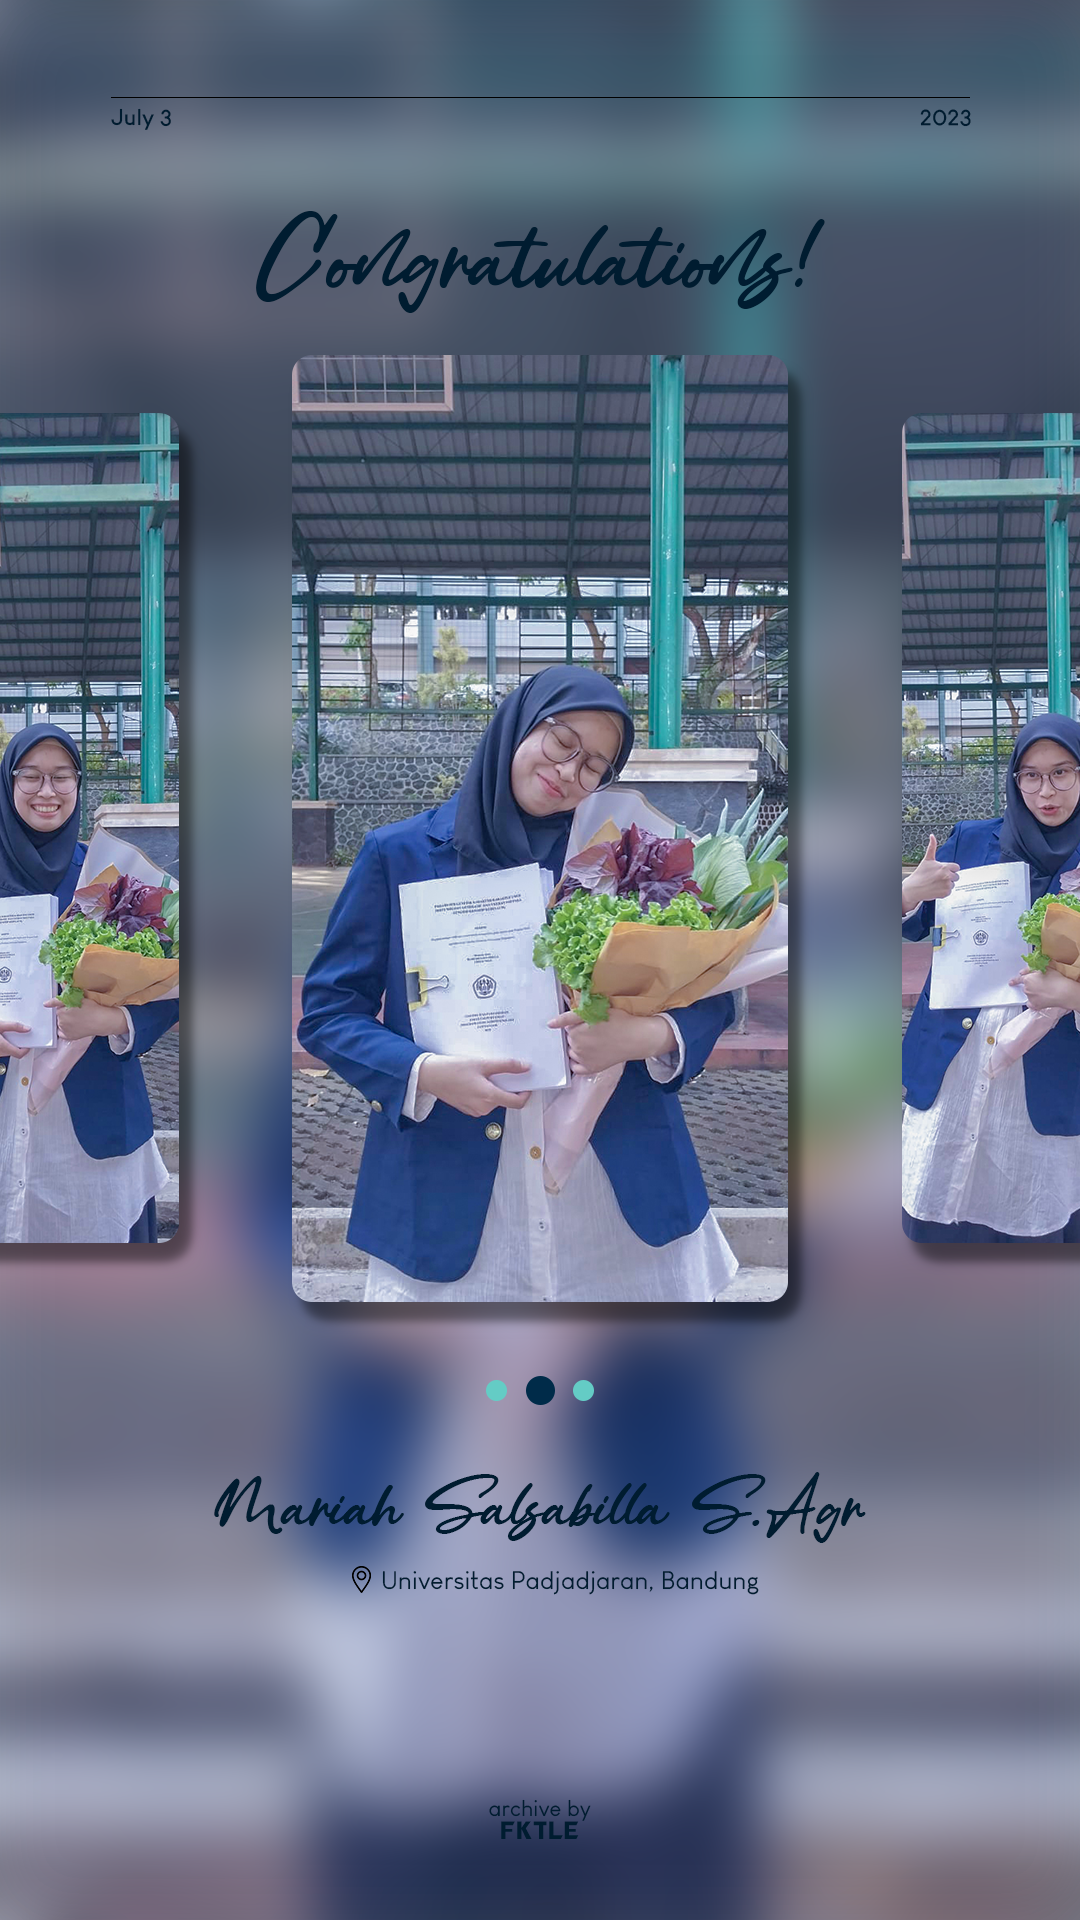 July 3
2023
Congratulations!
Mariah Salsabilla S.Agr
Universitas Padjadjaran, Bandung
archive by
FKTLE